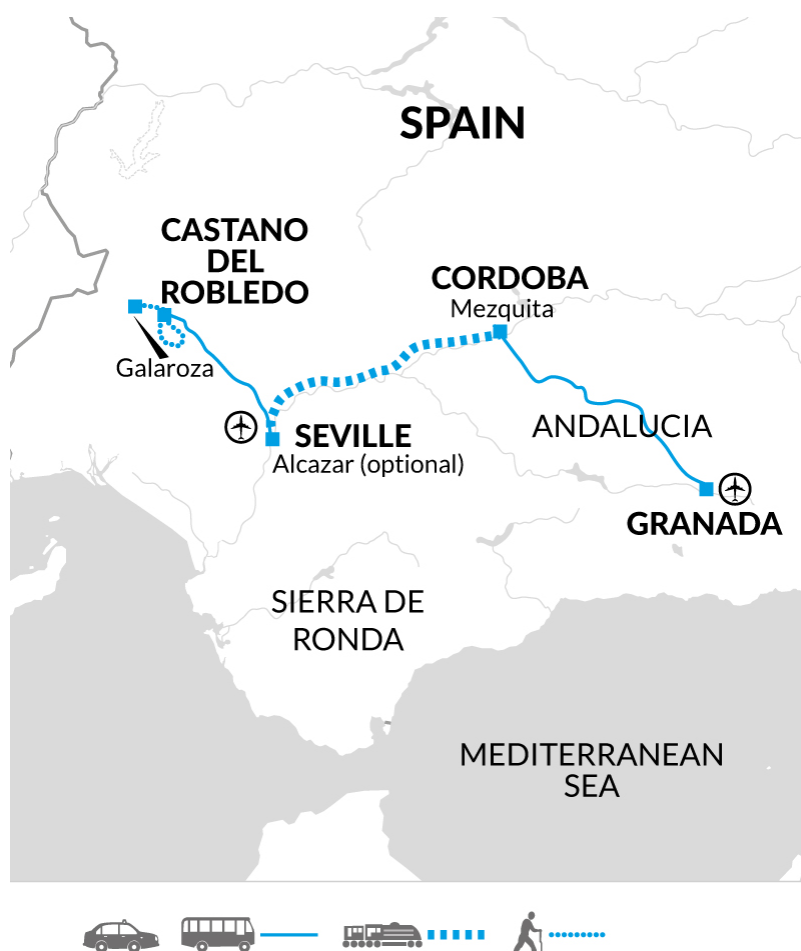 SPAIN
CASTANO
DEL
ROBLEDO
CORDOBA
Mezquita
Galaroza
SEVILLE
Alcazar (optional)
ANDALUCIA
GRANADA
SIERRA DE
RONDA
MEDITERRANEAN
SEA